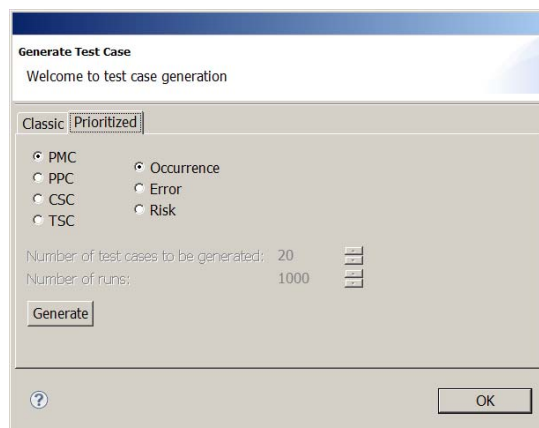 Generate Test Case
Welcome to test case generation
Classic Prioritized
PMC
PPC
CSC
TSC
Occurrence
Error
Risk
Number of test cases to be generated: 20
Number of runs: 1000
Generate
?
OK